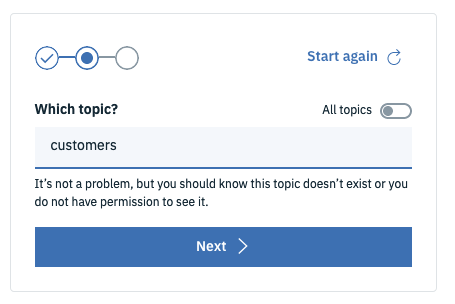 Start again
Which topic?
All topics
customers
It's not a problem, but you should know this topic doesn't exist or you
do not have permission to see it.
Next